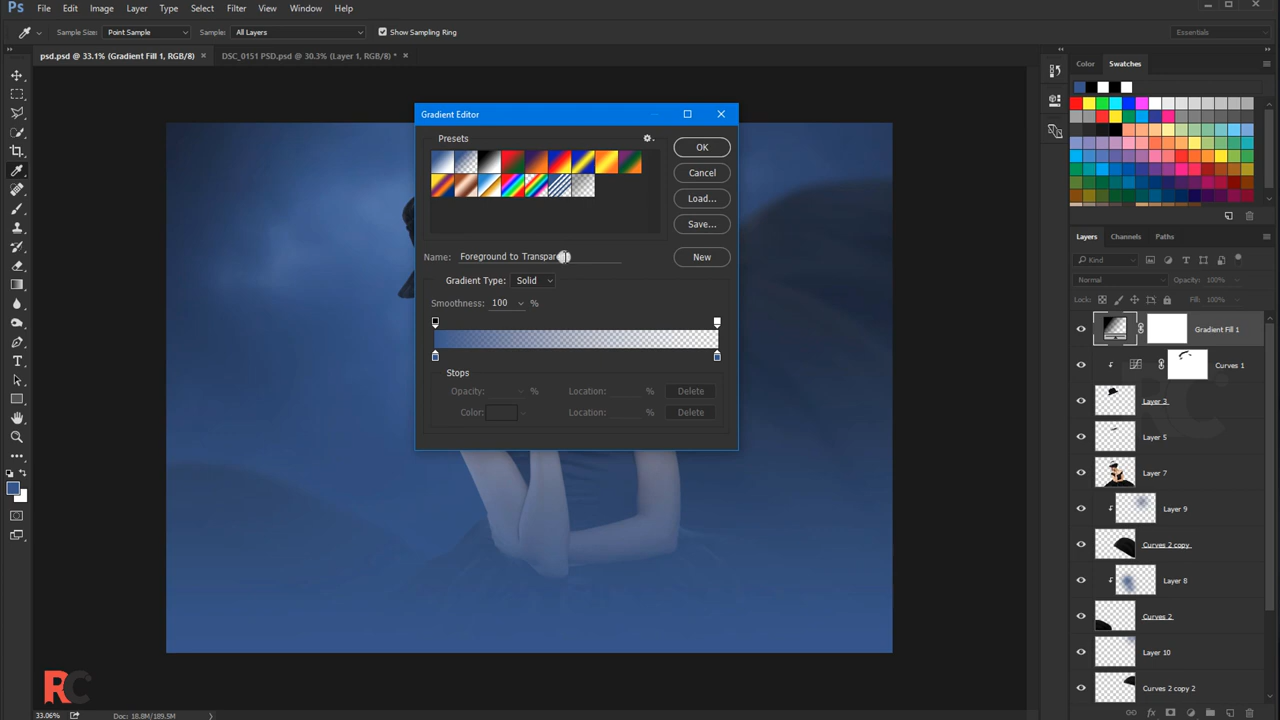 Ps File Edit Image Layer Type Select Filter View Window Help
Sample Size: Point Sample Sample: All Layers Show Sampling Ring Essentials
psd.psd @ 33.1% (Gradient Fill 1, RGB/8) × DSC_0151 PSD.psd @ 30.3% (Layer 1, RGB/8) * ×
Color Swatches
Gradient Editor
Presets
OK
Cancel
Load...
Save...
Name: Foreground to Transpar
New
Gradient Type: Solid
Smoothness: 100 %
Stops
Opacity: % Location: % Delete
Color: Location: % Delete
Layers Channels Paths
Kind
Normal Opacity: 100%
Lock: Fill: 100%
Gradient Fill 1
Curves 1
Layer 3
Layer 5
Layer 7
Layer 9
Curves 2 copy
Layer 8
Curves 2
Layer 10
Curves 2 copy 2
RC
33.06% Doc: 18.8M/189.5M